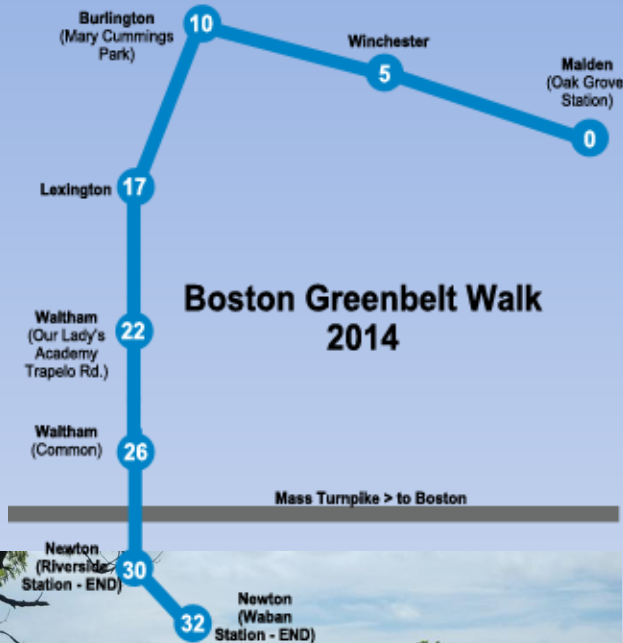 Burlington
(Mary Cummings
Park)
10
Winchester
5
Malden
(Oak Grove
Station)
0
Lexington
17
Boston Greenbelt Walk
2014
Waltham
(Our Lady's
Academy
Trapelo Rd.)
22
Waltham
(Common)
26
Mass Turnpike > to Boston
Newton
(Riverside
Station - END)
30
32
Newton
(Waban
Station - END)